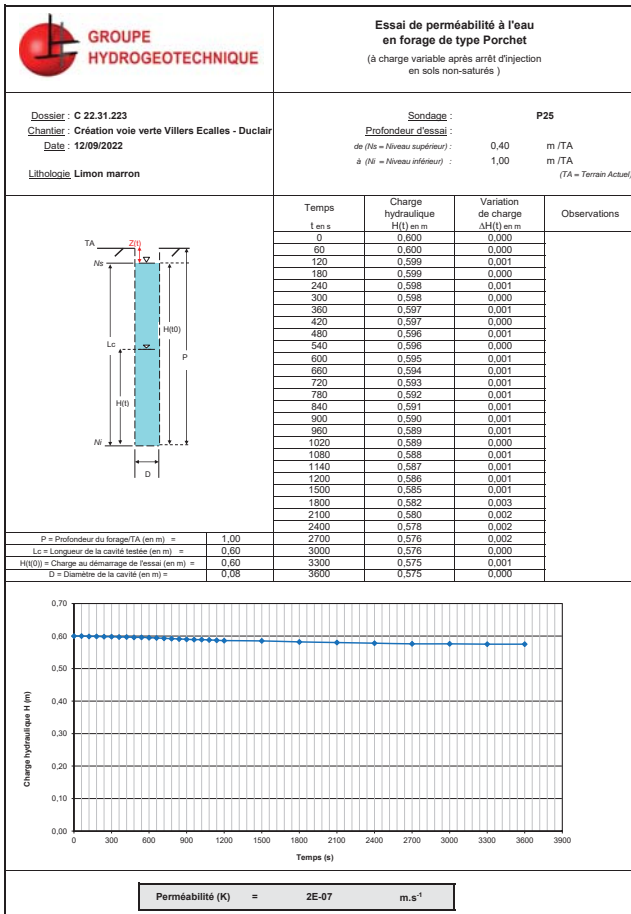 GROUPE
HYDROGEOTECHNIQUE
Essai de perméabilité à l'eau
en forage de type Porchet
(à charge variable après arrêt d'injection
en sols non-saturés )
Dossier : C 22.31.223
Chantier : Création voie verte Villers Ecalles - Duclair
Date : 12/09/2022
Lithologie Limon marron
Sondage : P25
Profondeur d'essai :
de (Ns = Niveau supérieur) : 0,40 m /TA
à (Ni = Niveau inférieur) : 1,00 m /TA
(TA = Terrain Actuel)
TA
Z(t)
Ns
H(t0)
Lc
P
H(t)
Ni
D
P = Profondeur du forage/TA (en m) = 1,00
Lc = Longueur de la cavité testée (en m) = 0,60
H(t(0)) = Charge au démarrage de l'essai (en m) = 0,60
D = Diamètre de la cavité (en m) = 0,08
Temps Charge Variation
hydraulique de charge Observations
t en s H(t) en m ΔH(t) en m
0 0,600 0,000
60 0,600 0,000
120 0,599 0,001
180 0,599 0,000
240 0,598 0,001
300 0,598 0,000
360 0,597 0,001
420 0,597 0,000
480 0,596 0,001
540 0,596 0,000
600 0,595 0,001
660 0,594 0,001
720 0,593 0,001
780 0,592 0,001
840 0,591 0,001
900 0,590 0,001
960 0,589 0,001
1020 0,589 0,000
1080 0,588 0,001
1140 0,587 0,001
1200 0,586 0,001
1500 0,585 0,001
1800 0,582 0,003
2100 0,580 0,002
2400 0,578 0,002
2700 0,576 0,002
3000 0,576 0,000
3300 0,575 0,001
3600 0,575 0,000
Charge hydraulique H (m)
0,70
0,60
0,50
0,40
0,30
0,20
0,10
0,00
0 300 600 900 1200 1500 1800 2100 2400 2700 3000 3300 3600 3900
Temps (s)
Perméabilité (K) = 2E-07 m.s⁻¹